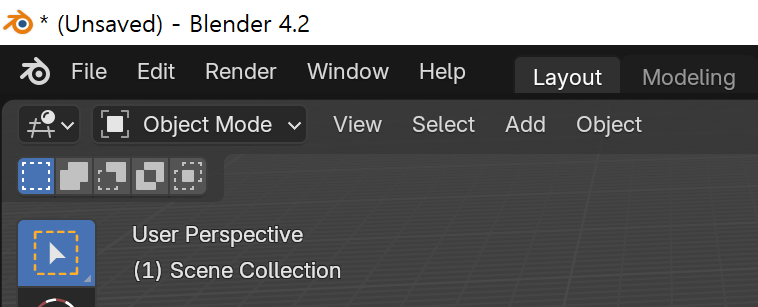 * (Unsaved) - Blender 4.2
File Edit Render Window Help Layout Modeling
Object Mode View Select Add Object
User Perspective
(1) Scene Collection